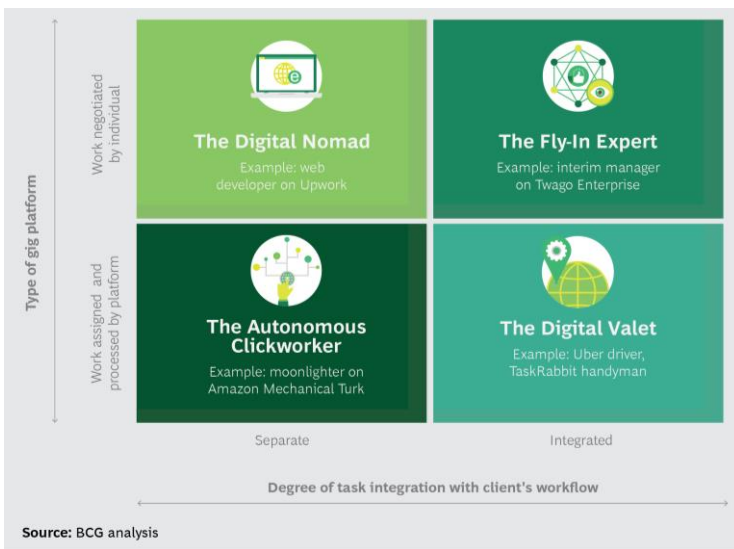 Type of gig platform
Work negotiated
by individual
The Digital Nomad
Example: web
developer on Upwork
The Fly-In Expert
Example: interim manager
on Twago Enterprise
Work assigned and
processed by platform
The Autonomous
Clickworker
Example: moonlighter on
Amazon Mechanical Turk
The Digital Valet
Example: Uber driver,
TaskRabbit handyman
Separate
Integrated
Degree of task integration with client's workflow
Source: BCG analysis